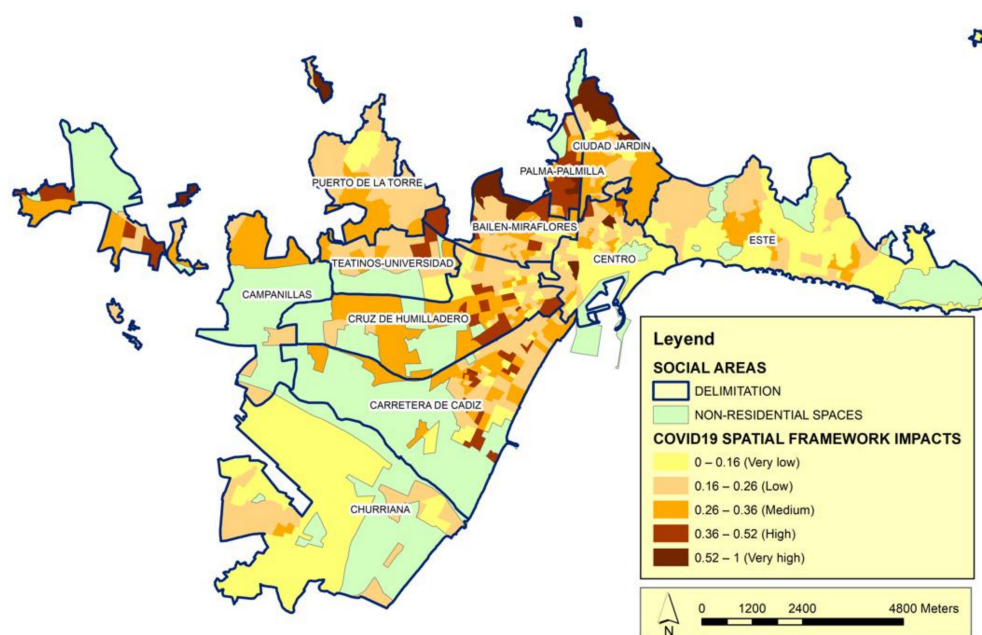 CIUDAD JARDIN
PALMA-PALMILLA
PUERTO DE LA TORRE
BAILEN-MIRAFLORES
ESTE
TEATINOS-UNIVERSIDAD
CENTRO
CAMPANILLAS
CRUZ DE HUMILLADERO
CARRETERA DE CADIZ
CHURRIANA
Leyend
SOCIAL AREAS
DELIMITATION
NON-RESIDENTIAL SPACES
COVID19 SPATIAL FRAMEWORK IMPACTS
0 – 0.16 (Very low)
0.16 – 0.26 (Low)
0.26 – 0.36 (Medium)
0.36 – 0.52 (High)
0.52 – 1 (Very high)
N
0 1200 2400 4800 Meters